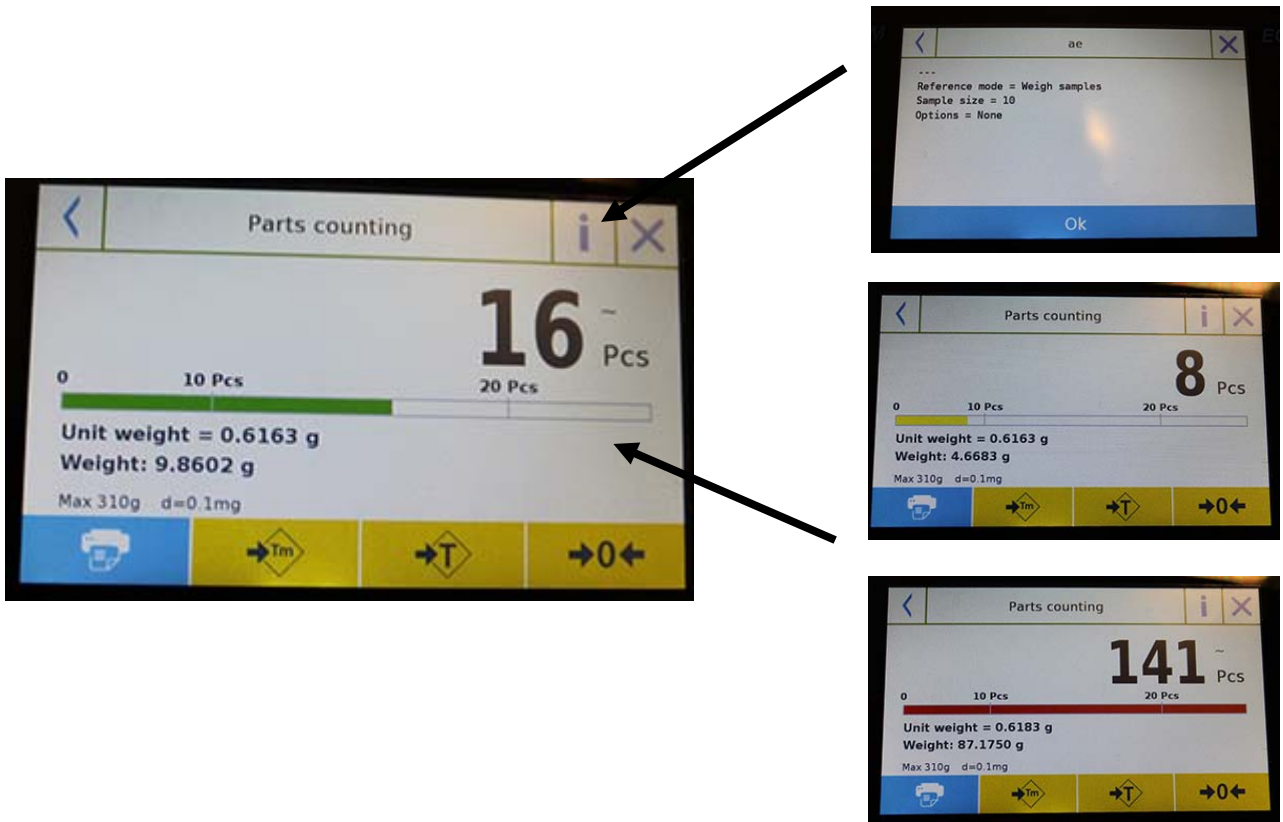 Parts counting i
16 ~
Pcs
0 10 Pcs 20 Pcs
Unit weight = 0.6163 g
Weight: 9.8602 g
Max 310g d=0.1mg
Tm T 0
ae
---
Reference mode = Weigh samples
Sample size = 10
Options = None
Ok
Parts counting i
8 Pcs
0 10 Pcs 20 Pcs
Unit weight = 0.6163 g
Weight: 4.6683 g
Max 310g d=0.1mg
Tm T 0
Parts counting i
141 ~
Pcs
0 10 Pcs 20 Pcs
Unit weight = 0.6183 g
Weight: 87.1750 g
Max 310g d=0.1mg
Tm T 0